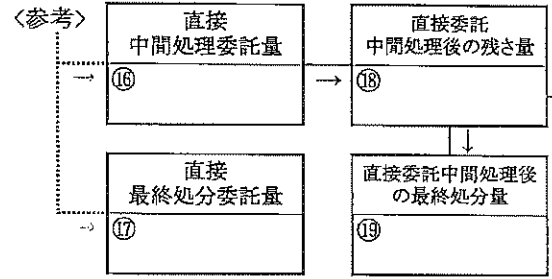 〈参考〉
直接
中間処理委託量
→ ⑯
→
直接委託
中間処理後の残さ量
⑱
↓
直接
最終処分委託量
→ ⑰
直接委託中間処理後
の最終処分量
⑲